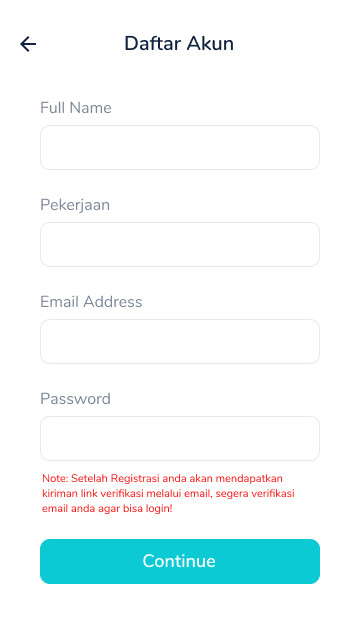 Daftar Akun
Full Name
Pekerjaan
Email Address
Password
Note: Setelah Registrasi anda akan mendapatkan
kiriman link verifikasi melalui email, segera verifikasi
email anda agar bisa login!
Continue